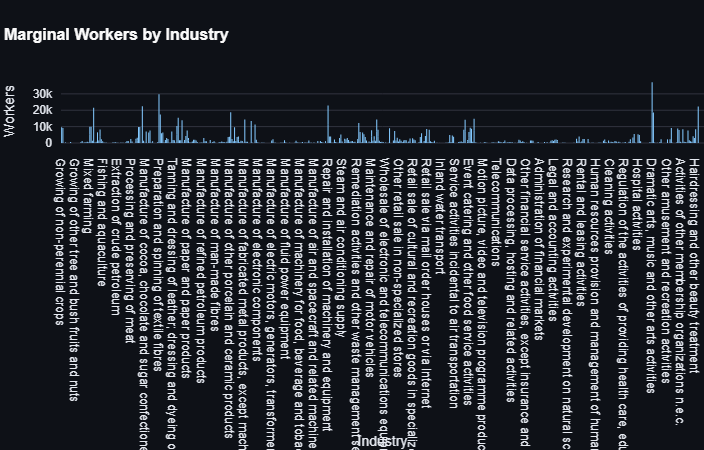 Marginal Workers by Industry
Workers
30k
20k
10k
0
Growing of non-perennial crops
Growing of other tree and bush fruits and nuts
Mixed farming
Fishing and aquaculture
Extraction of crude petroleum
Processing and preserving of meat
Manufacture of cocoa, chocolate and sugar confectione
Preparation and spinning of textile fibres
Tanning and dressing of leather; dressing and dyeing o
Manufacture of paper and paper products
Manufacture of refined petroleum products
Manufacture of man-made fibres
Manufacture of other porcelain and ceramic products
Manufacture of fabricated metal products, except mach
Manufacture of electronic components
Manufacture of electric motors, generators, transforme
Manufacture of fluid power equipment
Manufacture of machinery for food, beverage and tobac
Manufacture of air and spacecraft and related machine
Repair and installation of machinery and equipment
Steam and air conditioning supply
Remediation activities and other waste management se
Maintenance and repair of motor vehicles
Wholesale of electronic and telecommunications equip
Other retail sale in non-specialized stores
Retail sale of cultural and recreation goods in specializ
Retail sale via mail order houses or via Internet
Inland water transport
Service activities incidental to air transportation
Event catering and other food service activities
Motion picture, video and television programme produc
Telecommunications
Data processing, hosting and related activities
Other financial service activities, except insurance and
Administration of financial markets
Legal and accounting activities
Research and experimental development on natural sc
Rental and leasing activities
Human resources provision and management of human
Cleaning activities
Regulation of the activities of providing health care, edu
Hospital activities
Dramatic arts, music and other arts activities
Other amusement and recreation activities
Activities of other membership organizations n.e.c.
Hairdressing and other beauty treatment
Industry